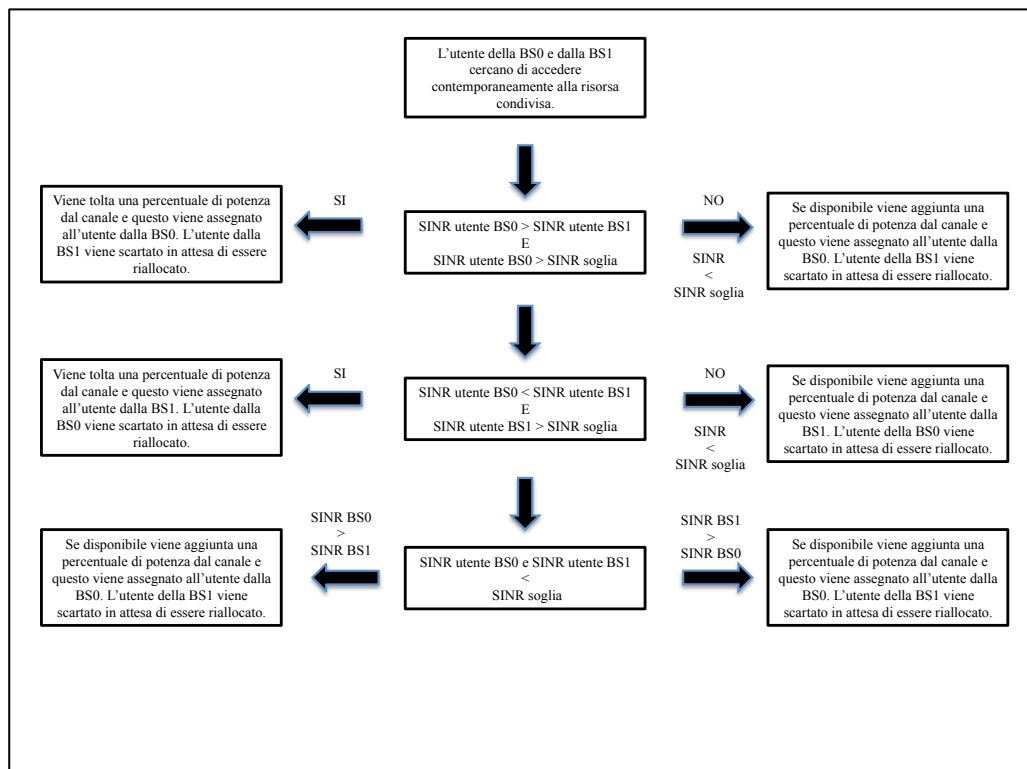 L'utente della BS0 e dalla BS1
cercano di accedere
contemporaneamente alla risorsa
condivisa.
Viene tolta una percentuale di potenza
dal canale e questo viene assegnato
all'utente dalla BS0. L'utente dalla
BS1 viene scartato in attesa di essere
riallocato.
SI
SINR utente BS0 > SINR utente BS1
E
SINR utente BS0 > SINR soglia
NO
SINR
<
SINR soglia
Se disponibile viene aggiunta una
percentuale di potenza dal canale e
questo viene assegnato all'utente dalla
BS0. L'utente della BS1 viene
scartato in attesa di essere riallocato.
Viene tolta una percentuale di potenza
dal canale e questo viene assegnato
all'utente dalla BS1. L'utente dalla
BS0 viene scartato in attesa di essere
riallocato.
SI
SINR utente BS0 < SINR utente BS1
E
SINR utente BS1 > SINR soglia
NO
SINR
<
SINR soglia
Se disponibile viene aggiunta una
percentuale di potenza dal canale e
questo viene assegnato all'utente dalla
BS1. L'utente della BS0 viene
scartato in attesa di essere riallocato.
Se disponibile viene aggiunta una
percentuale di potenza dal canale e
questo viene assegnato all'utente dalla
BS0. L'utente della BS1 viene
scartato in attesa di essere riallocato.
SINR BS0
>
SINR BS1
SINR utente BS0 e SINR utente BS1
<
SINR soglia
SINR BS1
>
SINR BS0
Se disponibile viene aggiunta una
percentuale di potenza dal canale e
questo viene assegnato all'utente dalla
BS0. L'utente della BS1 viene
scartato in attesa di essere riallocato.